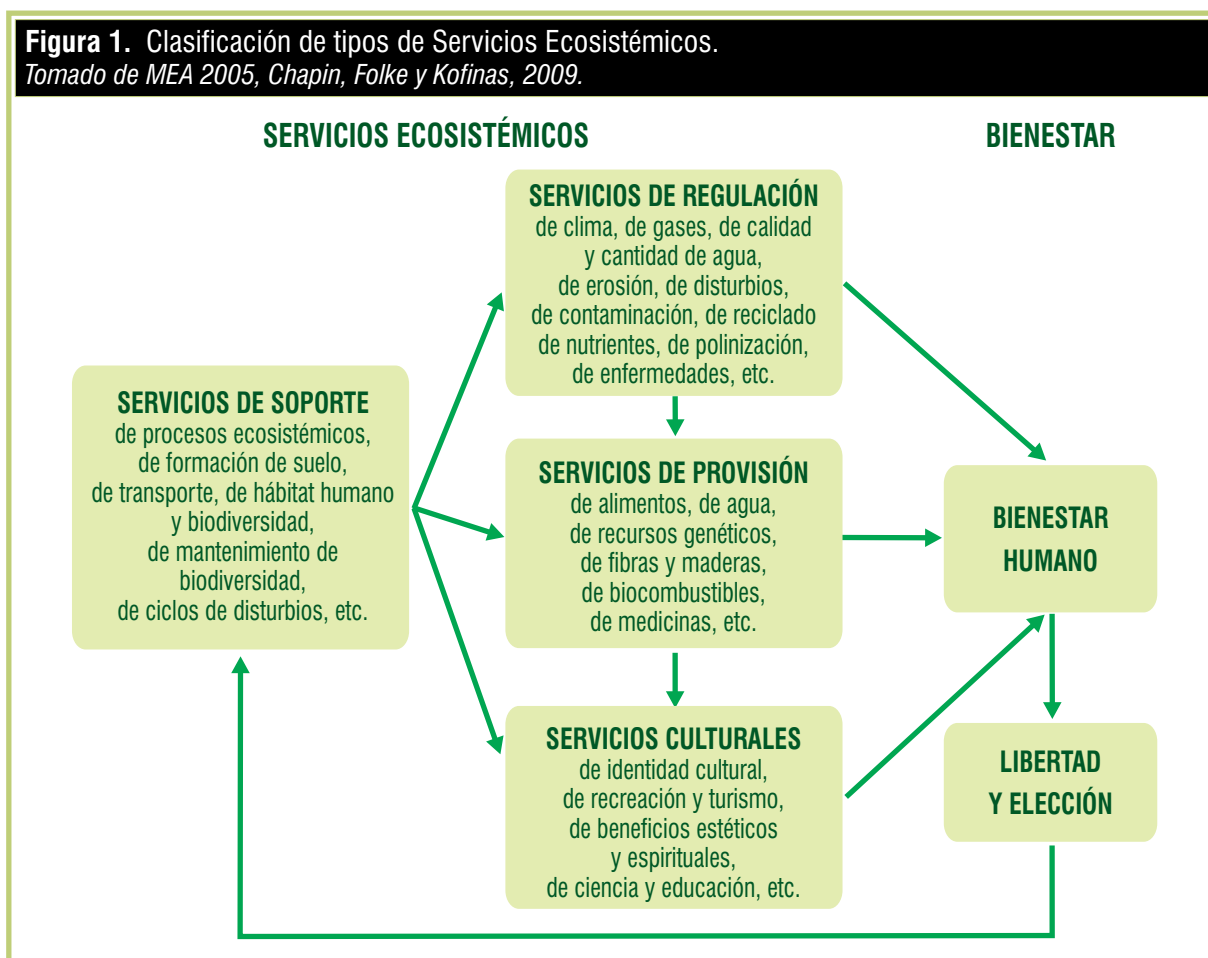 Figura 1. Clasificación de tipos de Servicios Ecosistémicos.
Tomado de MEA 2005, Chapin, Folke y Kofinas, 2009.
SERVICIOS ECOSISTÉMICOS
BIENESTAR
SERVICIOS DE REGULACIÓN
de clima, de gases, de calidad
y cantidad de agua,
de erosión, de disturbios,
de contaminación, de reciclado
de nutrientes, de polinización,
de enfermedades, etc.
SERVICIOS DE SOPORTE
de procesos ecosistémicos,
de formación de suelo,
de transporte, de hábitat humano
y biodiversidad,
de mantenimiento de
biodiversidad,
de ciclos de disturbios, etc.
SERVICIOS DE PROVISIÓN
de alimentos, de agua,
de recursos genéticos,
de fibras y maderas,
de biocombustibles,
de medicinas, etc.
BIENESTAR
HUMANO
SERVICIOS CULTURALES
de identidad cultural,
de recreación y turismo,
de beneficios estéticos
y espirituales,
de ciencia y educación, etc.
LIBERTAD
Y ELECCIÓN